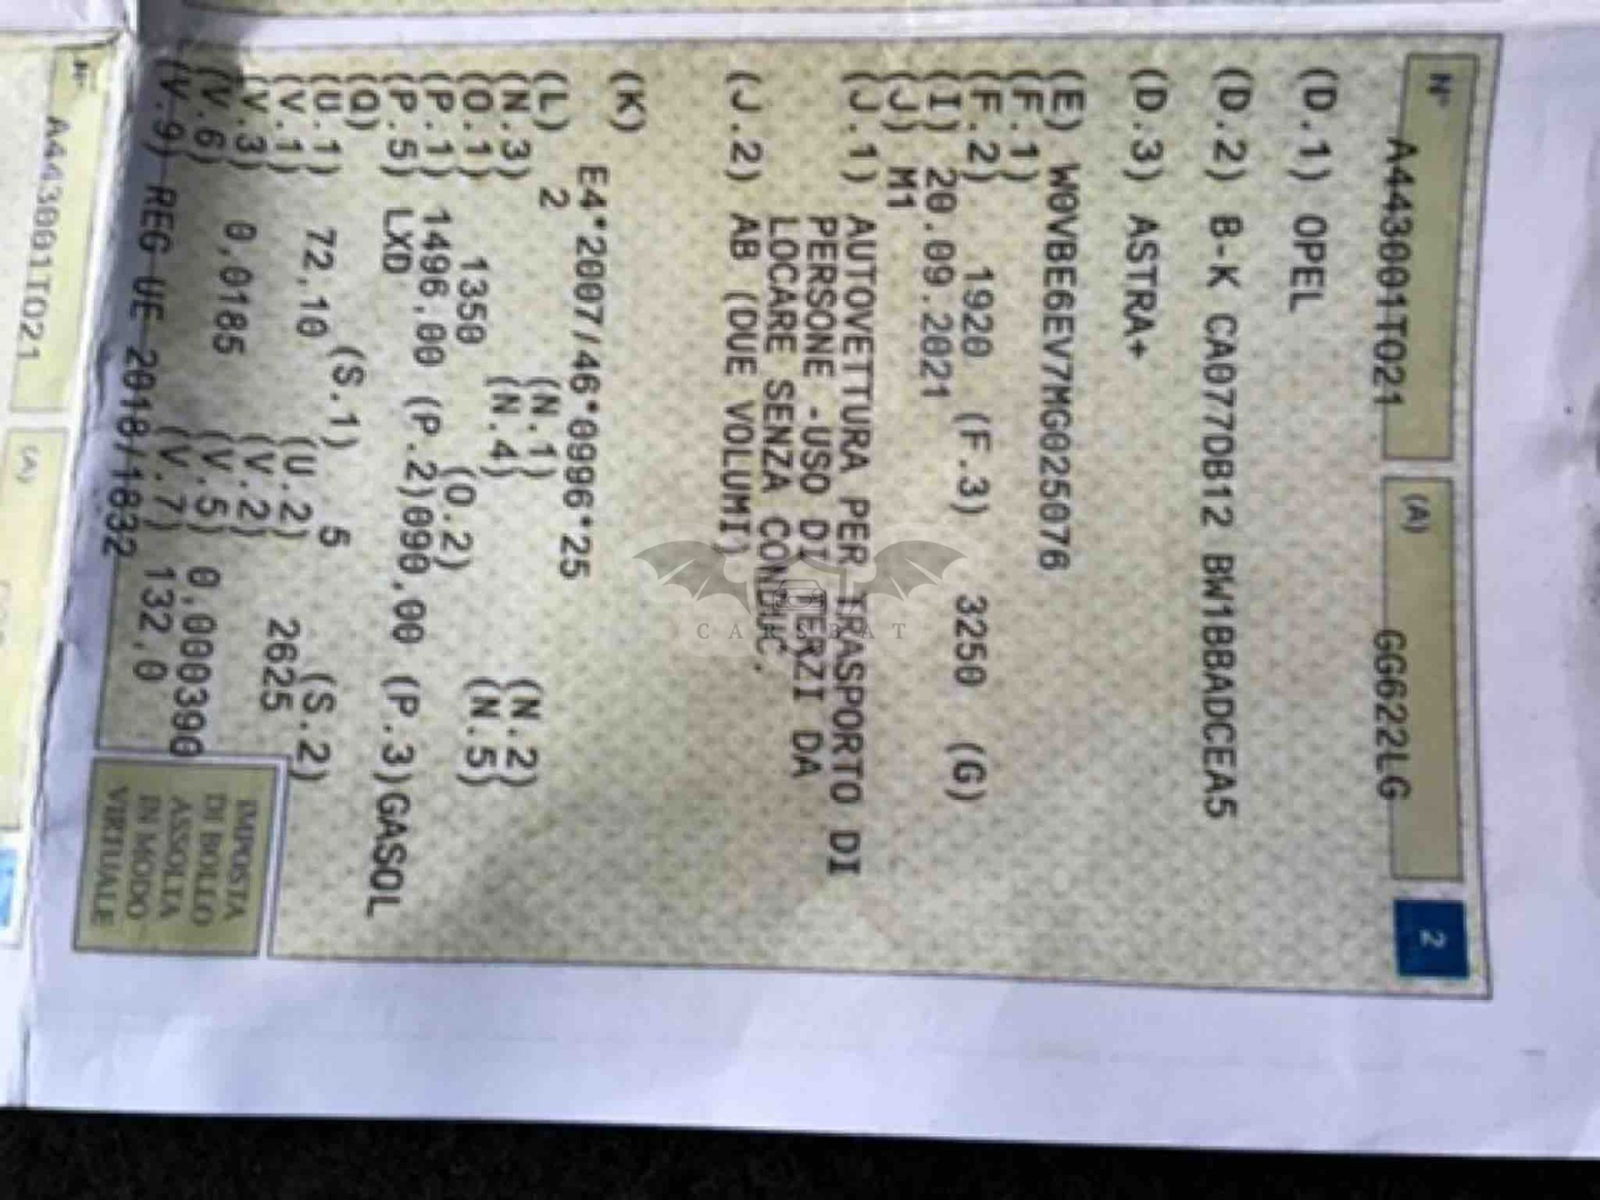 N° A443001TO21 (A) GG622LG 2
(D.1) OPEL
(D.2) B-K CA077DB12 BW1BBBADCEA5
(D.3) ASTRA+
(E) W0VBE6EV7MG025076
(F.1)
(F.2) 1920 (F.3) 3250 (G)
(I) 20.09.2021
(J) M1
(J.1) AUTOVETTURA PER TRASPORTO DI
PERSONE -USO DI TERZI DA
LOCARE SENZA CONDUC.
(J.2) AB (DUE VOLUMI)
CARSBAT
(K) E4*2007/46*0996*25
(L) 2 (N.1) (N.2)
(N.3) (N.4) (N.5)
(O.1) 1350 (O.2)
(P.1) 1496,00 (P.2)090,00 (P.3)GASOL
(P.5) LXD
(Q) (S.1) 5 (S.2)
(U.1) 72,10 (U.2) 2625
(V.1) (V.2)
(V.3) 0,0185 (V.5) 0,000390
(V.6) (V.7) 132,0
(V.9) REG UE 2018/1832
IMPOSTA
DI BOLLO
ASSOLTA
IN MODO
VIRTUALE
N° A443001TO21 (A)